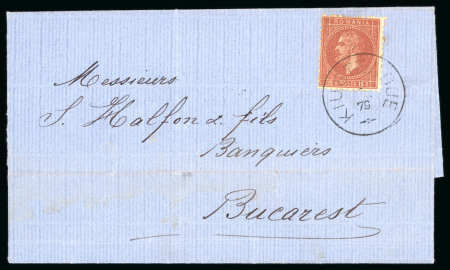 ROMANIA
Messieurs
S. Halfon & fils
Banquiers
Bucarest